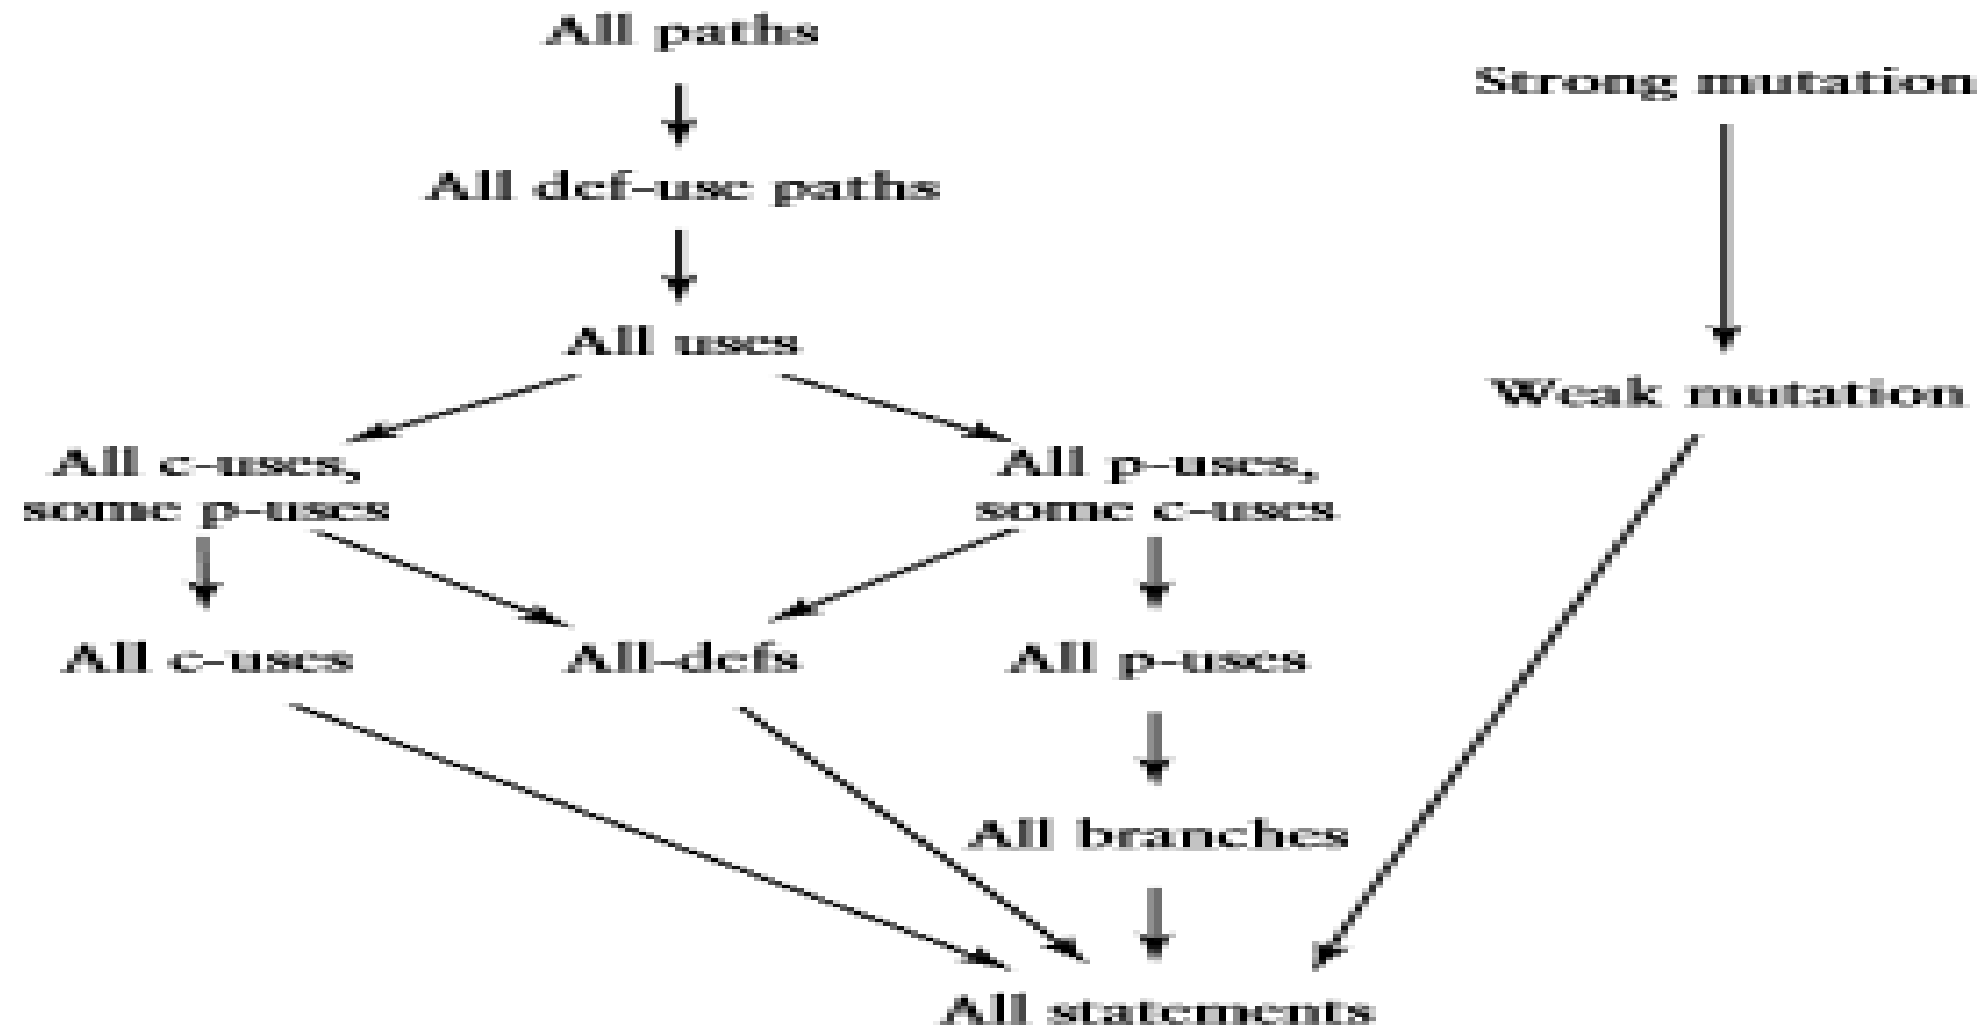 All paths
Strong mutation
All def-use paths
All uses
Weak mutation
All c-uses,
some p-uses
All p-uses,
some c-uses
All c-uses
All-defs
All p-uses
All branches
All statements